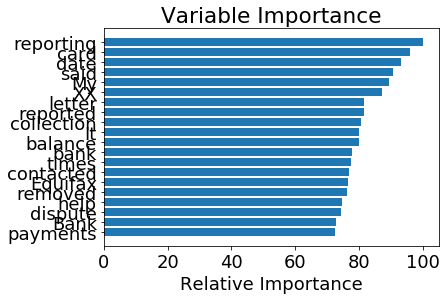 Variable Importance
reporting
card
date
said
My
XX
letter
reported
collection
It
balance
bank
times
contacted
Equifax
removed
help
dispute
Bank
payments
0 20 40 60 80 100
Relative Importance